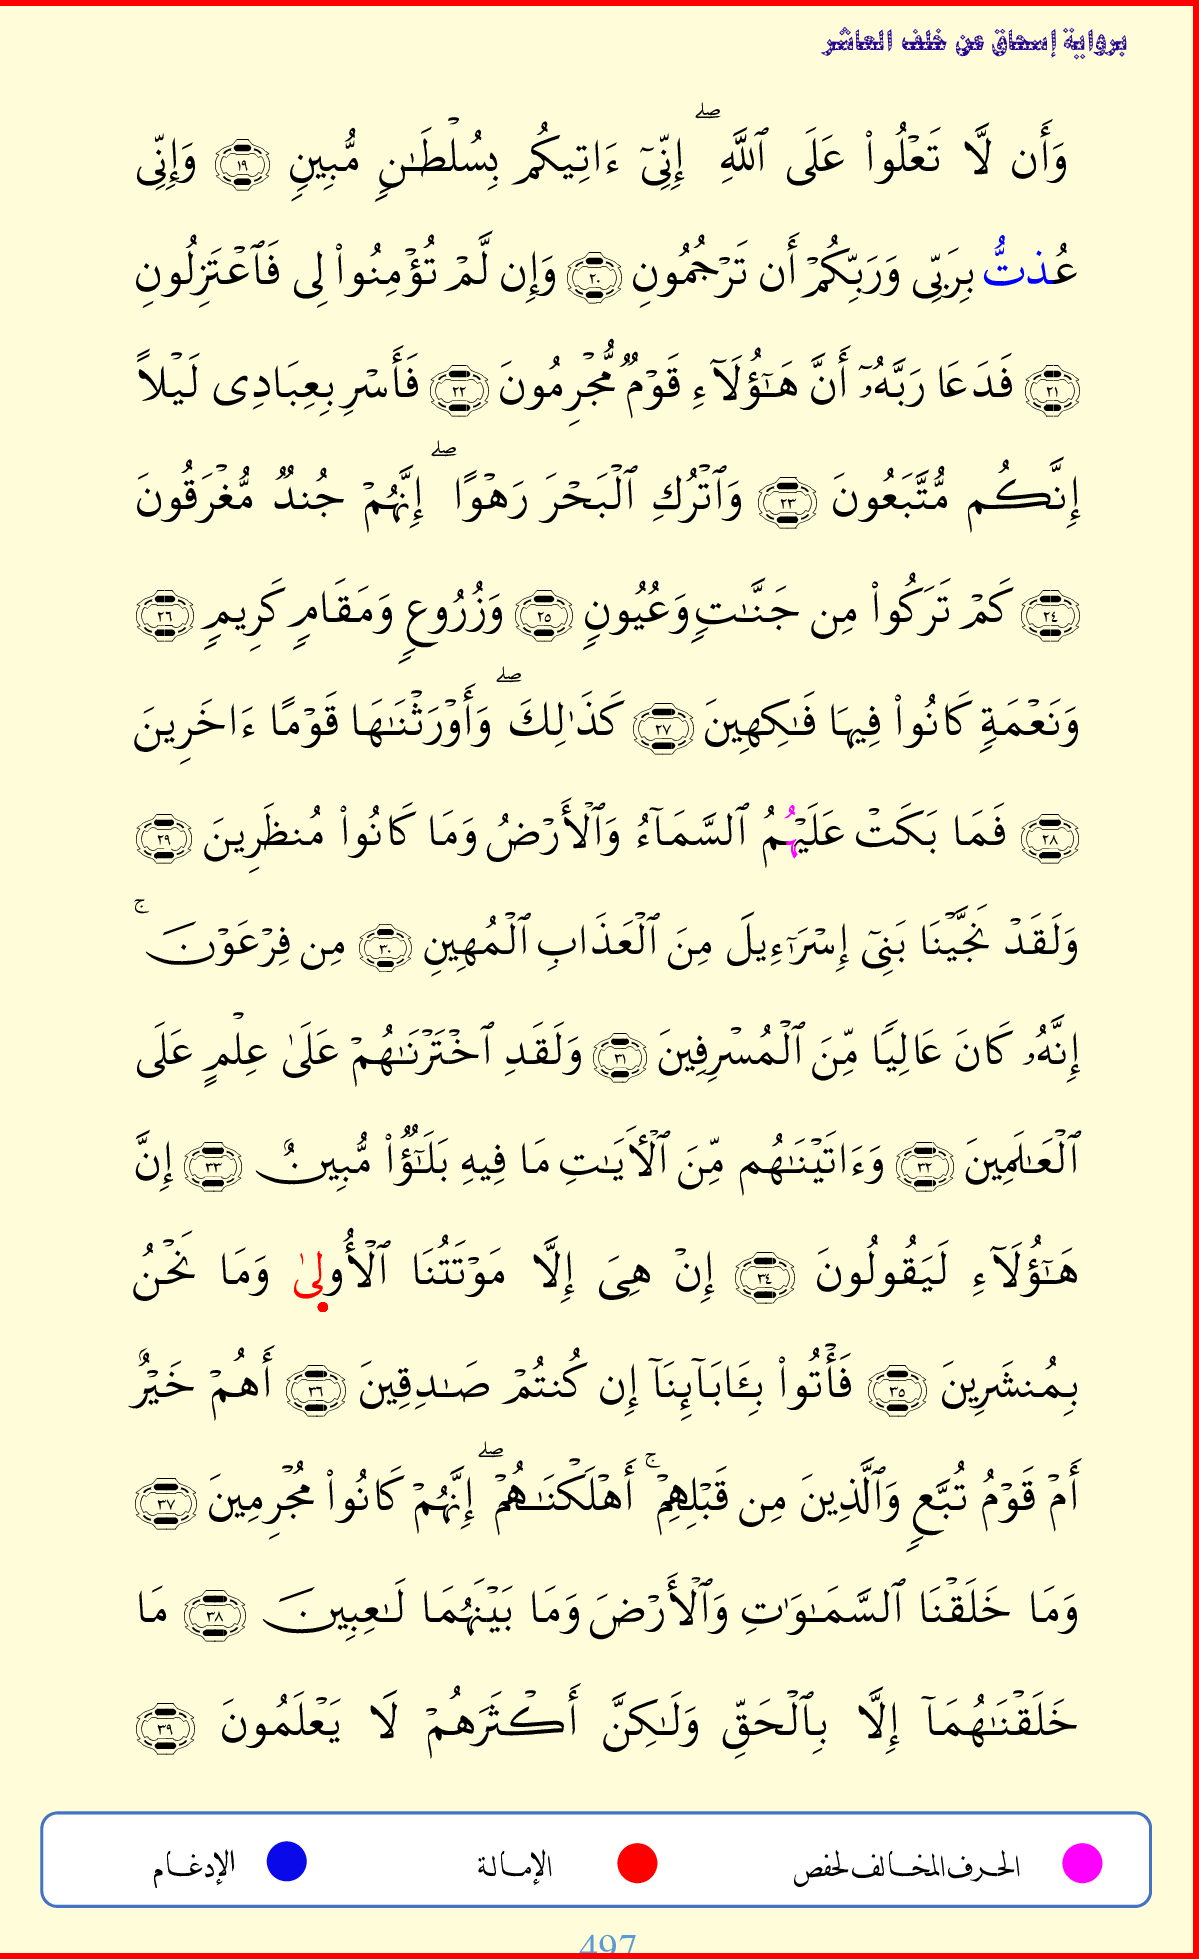 برواية إسحاق عن خلف العاشر
وَأَن لَّا تَعْلُوا۟ عَلَى ٱللَّهِ ۖ إِنِّىٓ ءَاتِيكُم بِسُلْطَـٰنٍ مُّبِينٍ ١٩ وَإِنِّى
عُذتُّ بِرَبِّى وَرَبِّكُمْ أَن تَرْجُمُونِ ٢٠ وَإِن لَّمْ تُؤْمِنُوا۟ لِى فَٱعْتَزِلُونِ
٢١ فَدَعَا رَبَّهُۥٓ أَنَّ هَـٰٓؤُلَآءِ قَوْمٌ مُّجْرِمُونَ ٢٢ فَأَسْرِ بِعِبَادِى لَيْلًا
إِنَّكُم مُّتَّبَعُونَ ٢٣ وَٱتْرُكِ ٱلْبَحْرَ رَهْوًا ۖ إِنَّهُمْ جُندٌ مُّغْرَقُونَ
٢٤ كَمْ تَرَكُوا۟ مِن جَنَّـٰتٍ وَعُيُونٍ ٢٥ وَزُرُوعٍ وَمَقَامٍ كَرِيمٍ ٢٦
وَنَعْمَةٍ كَانُوا۟ فِيهَا فَـٰكِهِينَ ٢٧ كَذَٰلِكَ ۖ وَأَوْرَثْنَـٰهَا قَوْمًا ءَاخَرِينَ
٢٨ فَمَا بَكَتْ عَلَيْهُمُ ٱلسَّمَآءُ وَٱلْأَرْضُ وَمَا كَانُوا۟ مُنظَرِينَ ٢٩
وَلَقَدْ نَجَّيْنَا بَنِىٓ إِسْرَٰٓءِيلَ مِنَ ٱلْعَذَابِ ٱلْمُهِينِ ٣٠ مِن فِرْعَوْنَ ۚ
إِنَّهُۥ كَانَ عَالِيًا مِّنَ ٱلْمُسْرِفِينَ ٣١ وَلَقَدِ ٱخْتَرْنَـٰهُمْ عَلَىٰ عِلْمٍ عَلَى
ٱلْعَـٰلَمِينَ ٣٢ وَءَاتَيْنَـٰهُم مِّنَ ٱلْـَٔايَـٰتِ مَا فِيهِ بَلَـٰٓؤٌا۟ مُّبِينٌ ٣٣ إِنَّ
هَـٰٓؤُلَآءِ لَيَقُولُونَ ٣٤ إِنْ هِىَ إِلَّا مَوْتَتُنَا ٱلْأُولىٰ وَمَا نَحْنُ
بِمُنشَرِينَ ٣٥ فَأْتُوا۟ بِـَٔابَآئِنَآ إِن كُنتُمْ صَـٰدِقِينَ ٣٦ أَهُمْ خَيْرٌ
أَمْ قَوْمُ تُبَّعٍ وَٱلَّذِينَ مِن قَبْلِهِمْ ۚ أَهْلَكْنَـٰهُمْ ۖ إِنَّهُمْ كَانُوا۟ مُجْرِمِينَ ٣٧
وَمَا خَلَقْنَا ٱلسَّمَـٰوَٰتِ وَٱلْأَرْضَ وَمَا بَيْنَهُمَا لَـٰعِبِينَ ٣٨ مَا
خَلَقْنَـٰهُمَآ إِلَّا بِٱلْحَقِّ وَلَـٰكِنَّ أَكْثَرَهُمْ لَا يَعْلَمُونَ ٣٩
الحرف المخالف لحفص الإمالة الإدغام
497